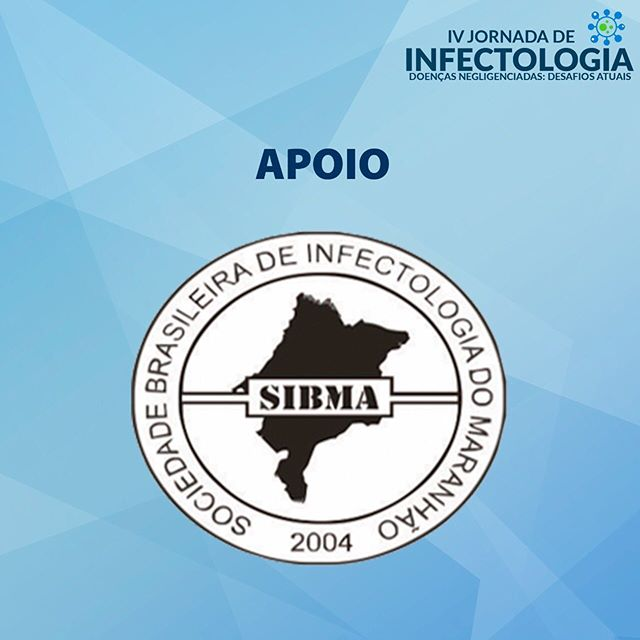 IV JORNADA DE
INFECTOLOGIA
DOENÇAS NEGLIGENCIADAS: DESAFIOS ATUAIS
APOIO
SOCIEDADE BRASILEIRA DE INFECTOLOGIA DO MARANHÃO
SIBMA
2004